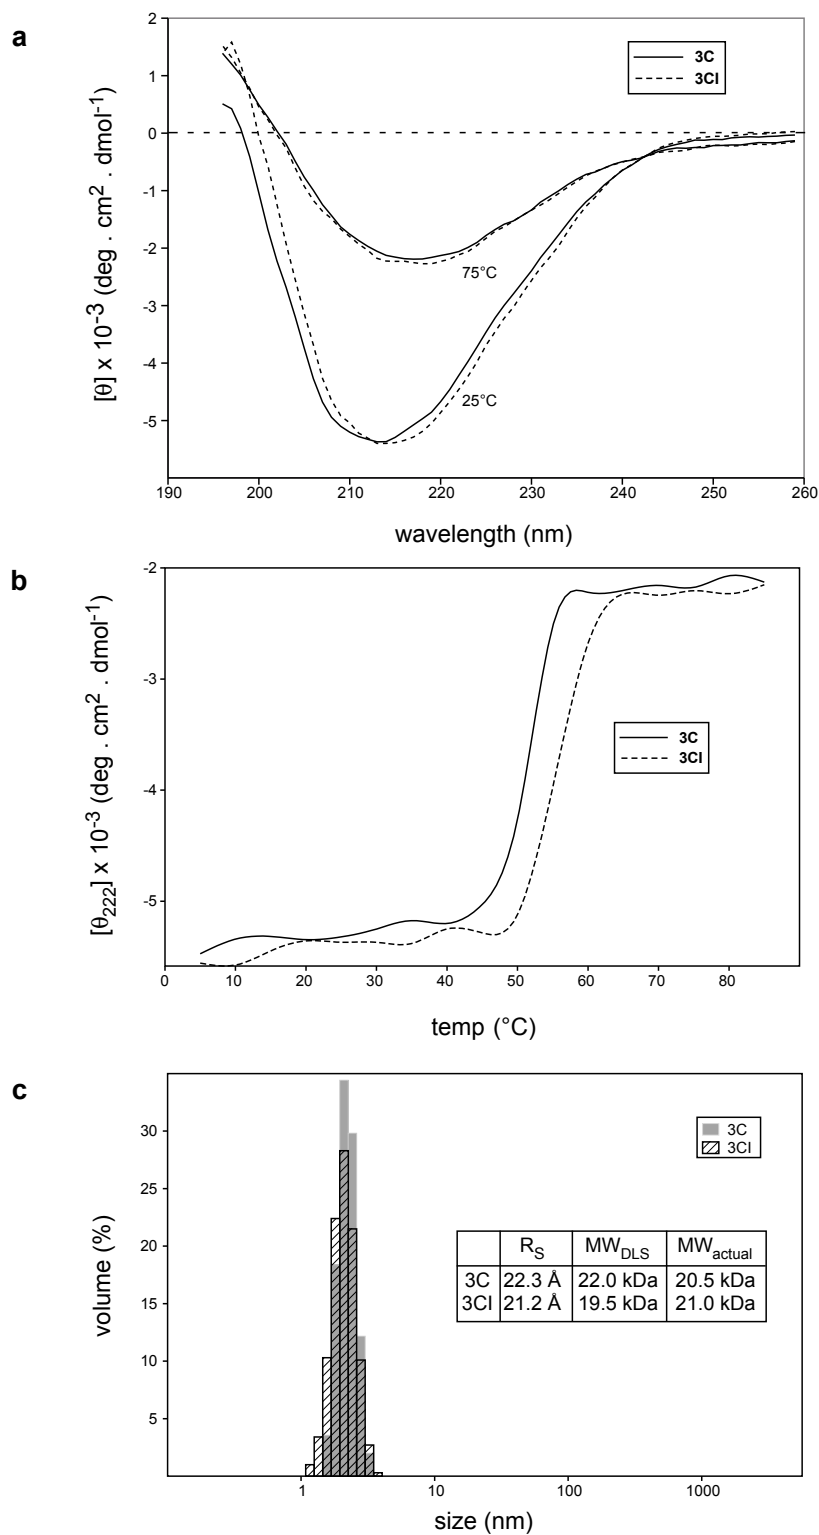 a
2
1
0
-1
-2
-3
-4
-5
[θ] x 10-3 (deg . cm2 . dmol-1)
3C
3CI
75°C
25°C
190 200 210 220 230 240 250 260
wavelength (nm)
b
-2
-3
-4
-5
[θ222] x 10-3 (deg . cm2 . dmol-1)
3C
3CI
0 10 20 30 40 50 60 70 80
temp (°C)
c
30
25
20
15
10
5
volume (%)
3C
3CI
RS MWDLS MWactual
3C 22.3 Å 22.0 kDa 20.5 kDa
3CI 21.2 Å 19.5 kDa 21.0 kDa
1 10 100 1000
size (nm)